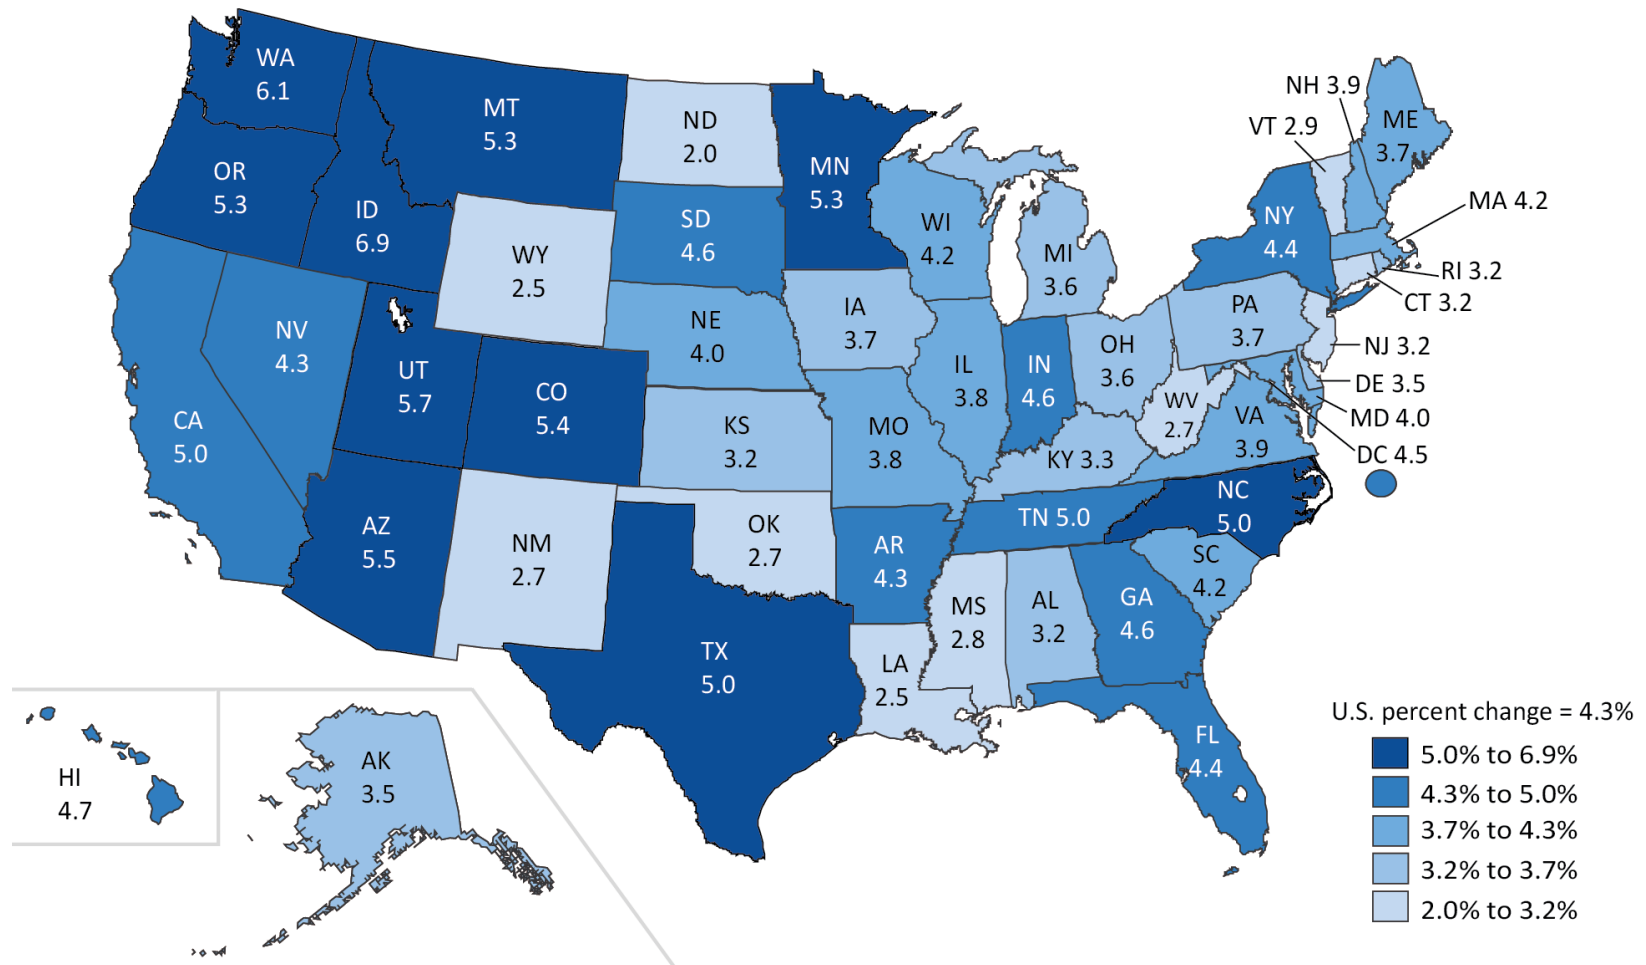 WA
6.1
MT
5.3
ND
2.0
MN
5.3
OR
5.3
ID
6.9
WY
2.5
SD
4.6
WI
4.2
MI
3.6
NY
4.4
VT 2.9
NH 3.9
ME
3.7
MA 4.2
RI 3.2
CT 3.2
NJ 3.2
DE 3.5
MD 4.0
DC 4.5
NV
4.3
UT
5.7
CO
5.4
NE
4.0
IA
3.7
IL
3.8
IN
4.6
OH
3.6
PA
3.7
WV
2.7
VA
3.9
CA
5.0
KS
3.2
MO
3.8
KY 3.3
NC
5.0
AZ
5.5
NM
2.7
OK
2.7
AR
4.3
TN 5.0
SC
4.2
TX
5.0
LA
2.5
MS
2.8
AL
3.2
GA
4.6
FL
4.4
HI
4.7
AK
3.5
U.S. percent change = 4.3%
5.0% to 6.9%
4.3% to 5.0%
3.7% to 4.3%
3.2% to 3.7%
2.0% to 3.2%